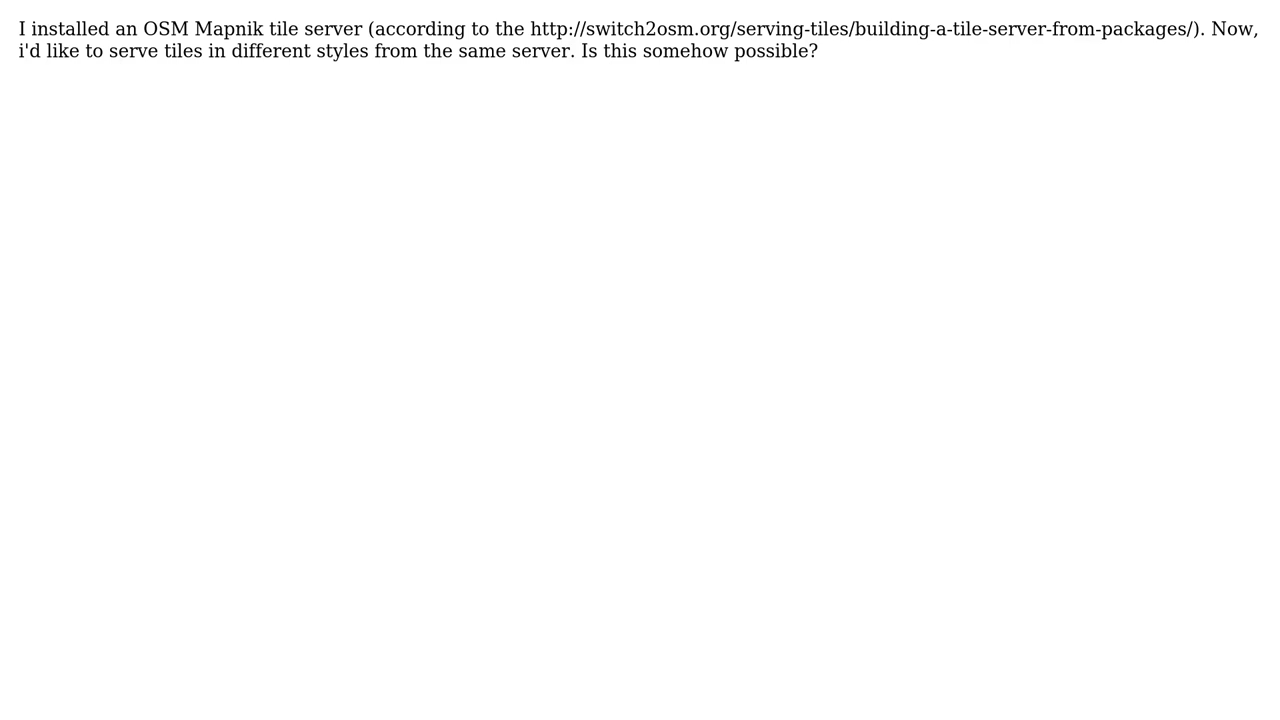 I installed an OSM Mapnik tile server (according to the http://switch2osm.org/serving-tiles/building-a-tile-server-from-packages/). Now,
i'd like to serve tiles in different styles from the same server. Is this somehow possible?